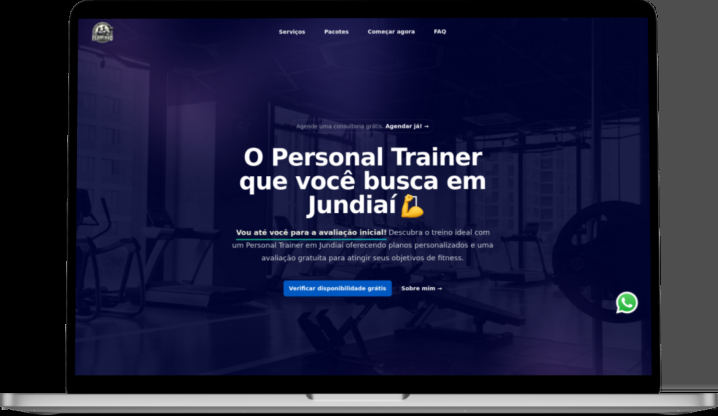 Serviços Pacotes Começar agora FAQ
Agende uma consultoria grátis. Agendar já! →
O Personal Trainer
que você busca em
Jundiaí💪
Vou até você para a avaliação inicial! Descubra o treino ideal com
um Personal Trainer em Jundiaí oferecendo planos personalizados e uma
avaliação gratuita para atingir seus objetivos de fitness.
Verificar disponibilidade grátis Sobre mim →